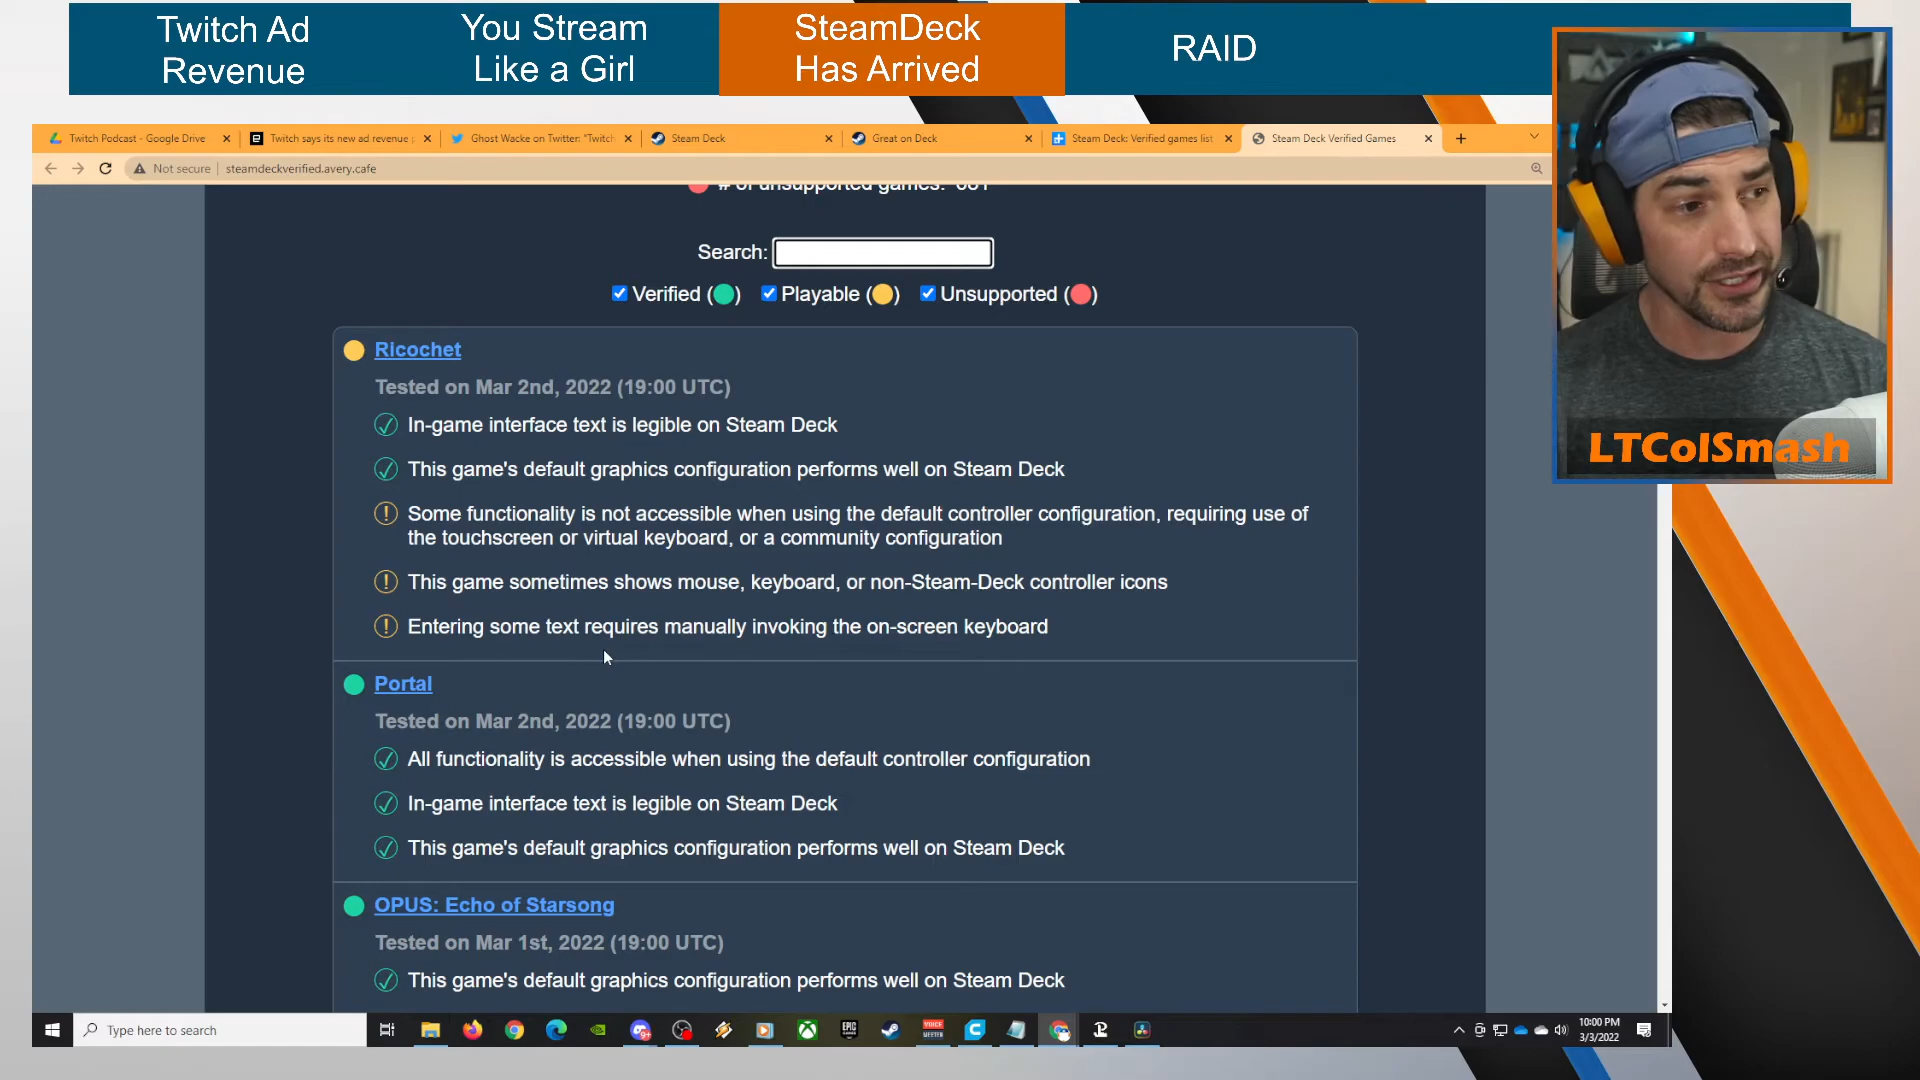 Twitch Ad
Revenue
You Stream
Like a Girl
SteamDeck
Has Arrived
RAID
Twitch Podcast - Google Drive
Twitch says its new ad revenue
Ghost Wacke on Twitter: "Twitch
Steam Deck
Great on Deck
Steam Deck: Verified games list
Steam Deck Verified Games
Not secure
steamdeckverified.avery.cafe
# of unsupported games: 681
Search:
Verified ( )
Playable ( )
Unsupported ( )
Ricochet
Tested on Mar 2nd, 2022 (19:00 UTC)
In-game interface text is legible on Steam Deck
This game's default graphics configuration performs well on Steam Deck
Some functionality is not accessible when using the default controller configuration, requiring use of
the touchscreen or virtual keyboard, or a community configuration
This game sometimes shows mouse, keyboard, or non-Steam-Deck controller icons
Entering some text requires manually invoking the on-screen keyboard
Portal
Tested on Mar 2nd, 2022 (19:00 UTC)
All functionality is accessible when using the default controller configuration
In-game interface text is legible on Steam Deck
This game's default graphics configuration performs well on Steam Deck
OPUS: Echo of Starsong
Tested on Mar 1st, 2022 (19:00 UTC)
This game's default graphics configuration performs well on Steam Deck
LTColSmash
Type here to search
10:00 PM
3/3/2022